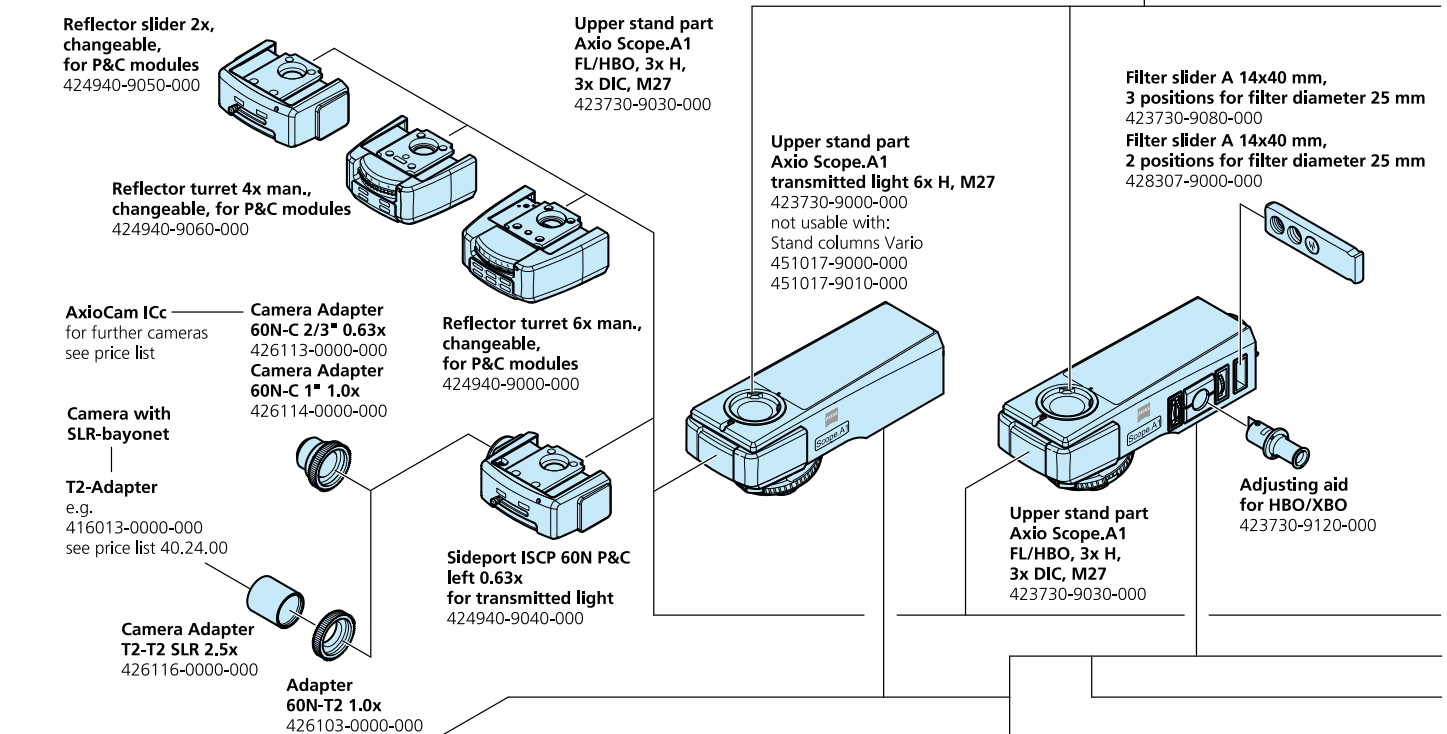 Reflector slider 2x,
changeable,
for P&C modules
424940-9050-000
Upper stand part
Axio Scope.A1
FL/HBO, 3x H,
3x DIC, M27
423730-9030-000
Filter slider A 14x40 mm,
3 positions for filter diameter 25 mm
423730-9080-000
Filter slider A 14x40 mm,
2 positions for filter diameter 25 mm
428307-9000-000
Upper stand part
Axio Scope.A1
transmitted light 6x H, M27
423730-9000-000
not usable with:
Stand columns Vario
451017-9000-000
451017-9010-000
Reflector turret 4x man.,
changeable, for P&C modules
424940-9060-000
AxioCam ICc
for further cameras
see price list
Camera Adapter
60N-C 2/3" 0.63x
426113-0000-000
Camera Adapter
60N-C 1" 1.0x
426114-0000-000
Reflector turret 6x man.,
changeable,
for P&C modules
424940-9000-000
Camera with
SLR-bayonet
T2-Adapter
e.g.
416013-0000-000
see price list 40.24.00
ZEISS
Scope.A1
ZEISS
Scope.A1
Adjusting aid
for HBO/XBO
423730-9120-000
Upper stand part
Axio Scope.A1
FL/HBO, 3x H,
3x DIC, M27
423730-9030-000
Sideport ISCP 60N P&C
left 0.63x
for transmitted light
424940-9040-000
Camera Adapter
T2-T2 SLR 2.5x
426116-0000-000
Adapter
60N-T2 1.0x
426103-0000-000